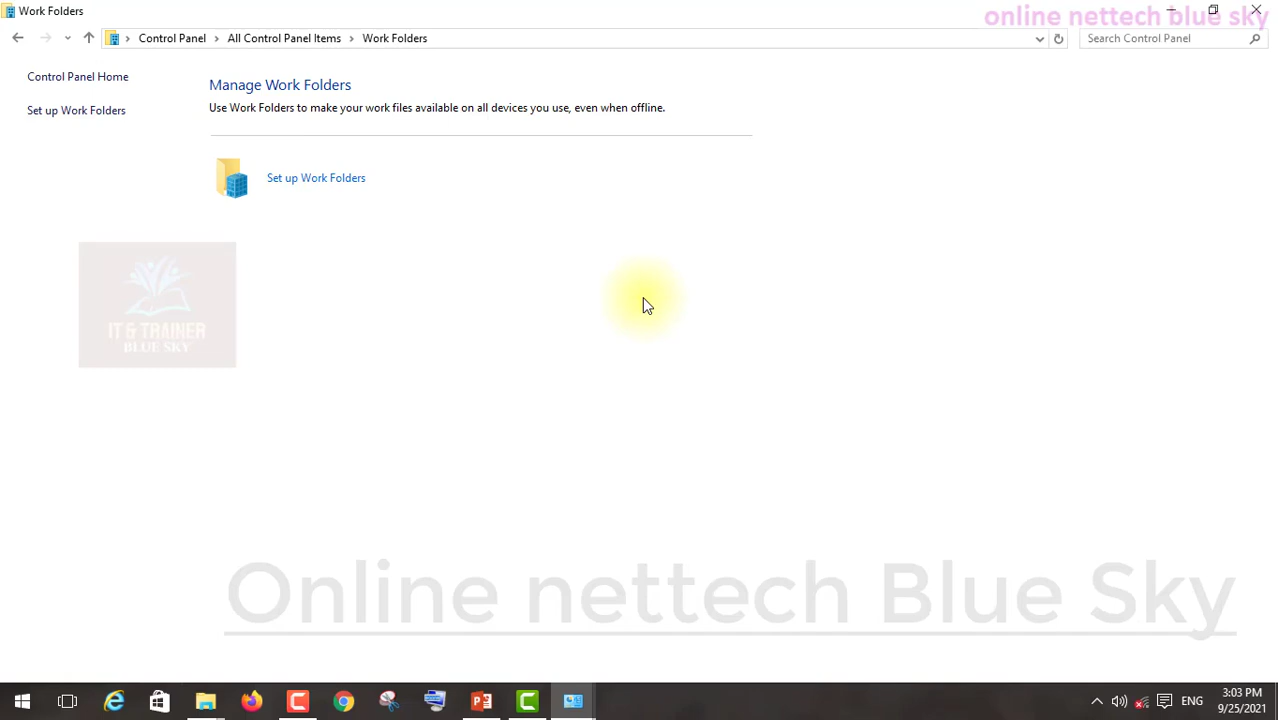 Work Folders
online nettech blue sky
Control Panel
All Control Panel Items
Work Folders
Search Control Panel
Control Panel Home
Set up Work Folders
Manage Work Folders
Use Work Folders to make your work files available on all devices you use, even when offline.
Set up Work Folders
IT & TRAINER
BLUE SKY
Online nettech Blue Sky
ENG
3:03 PM
9/25/2021